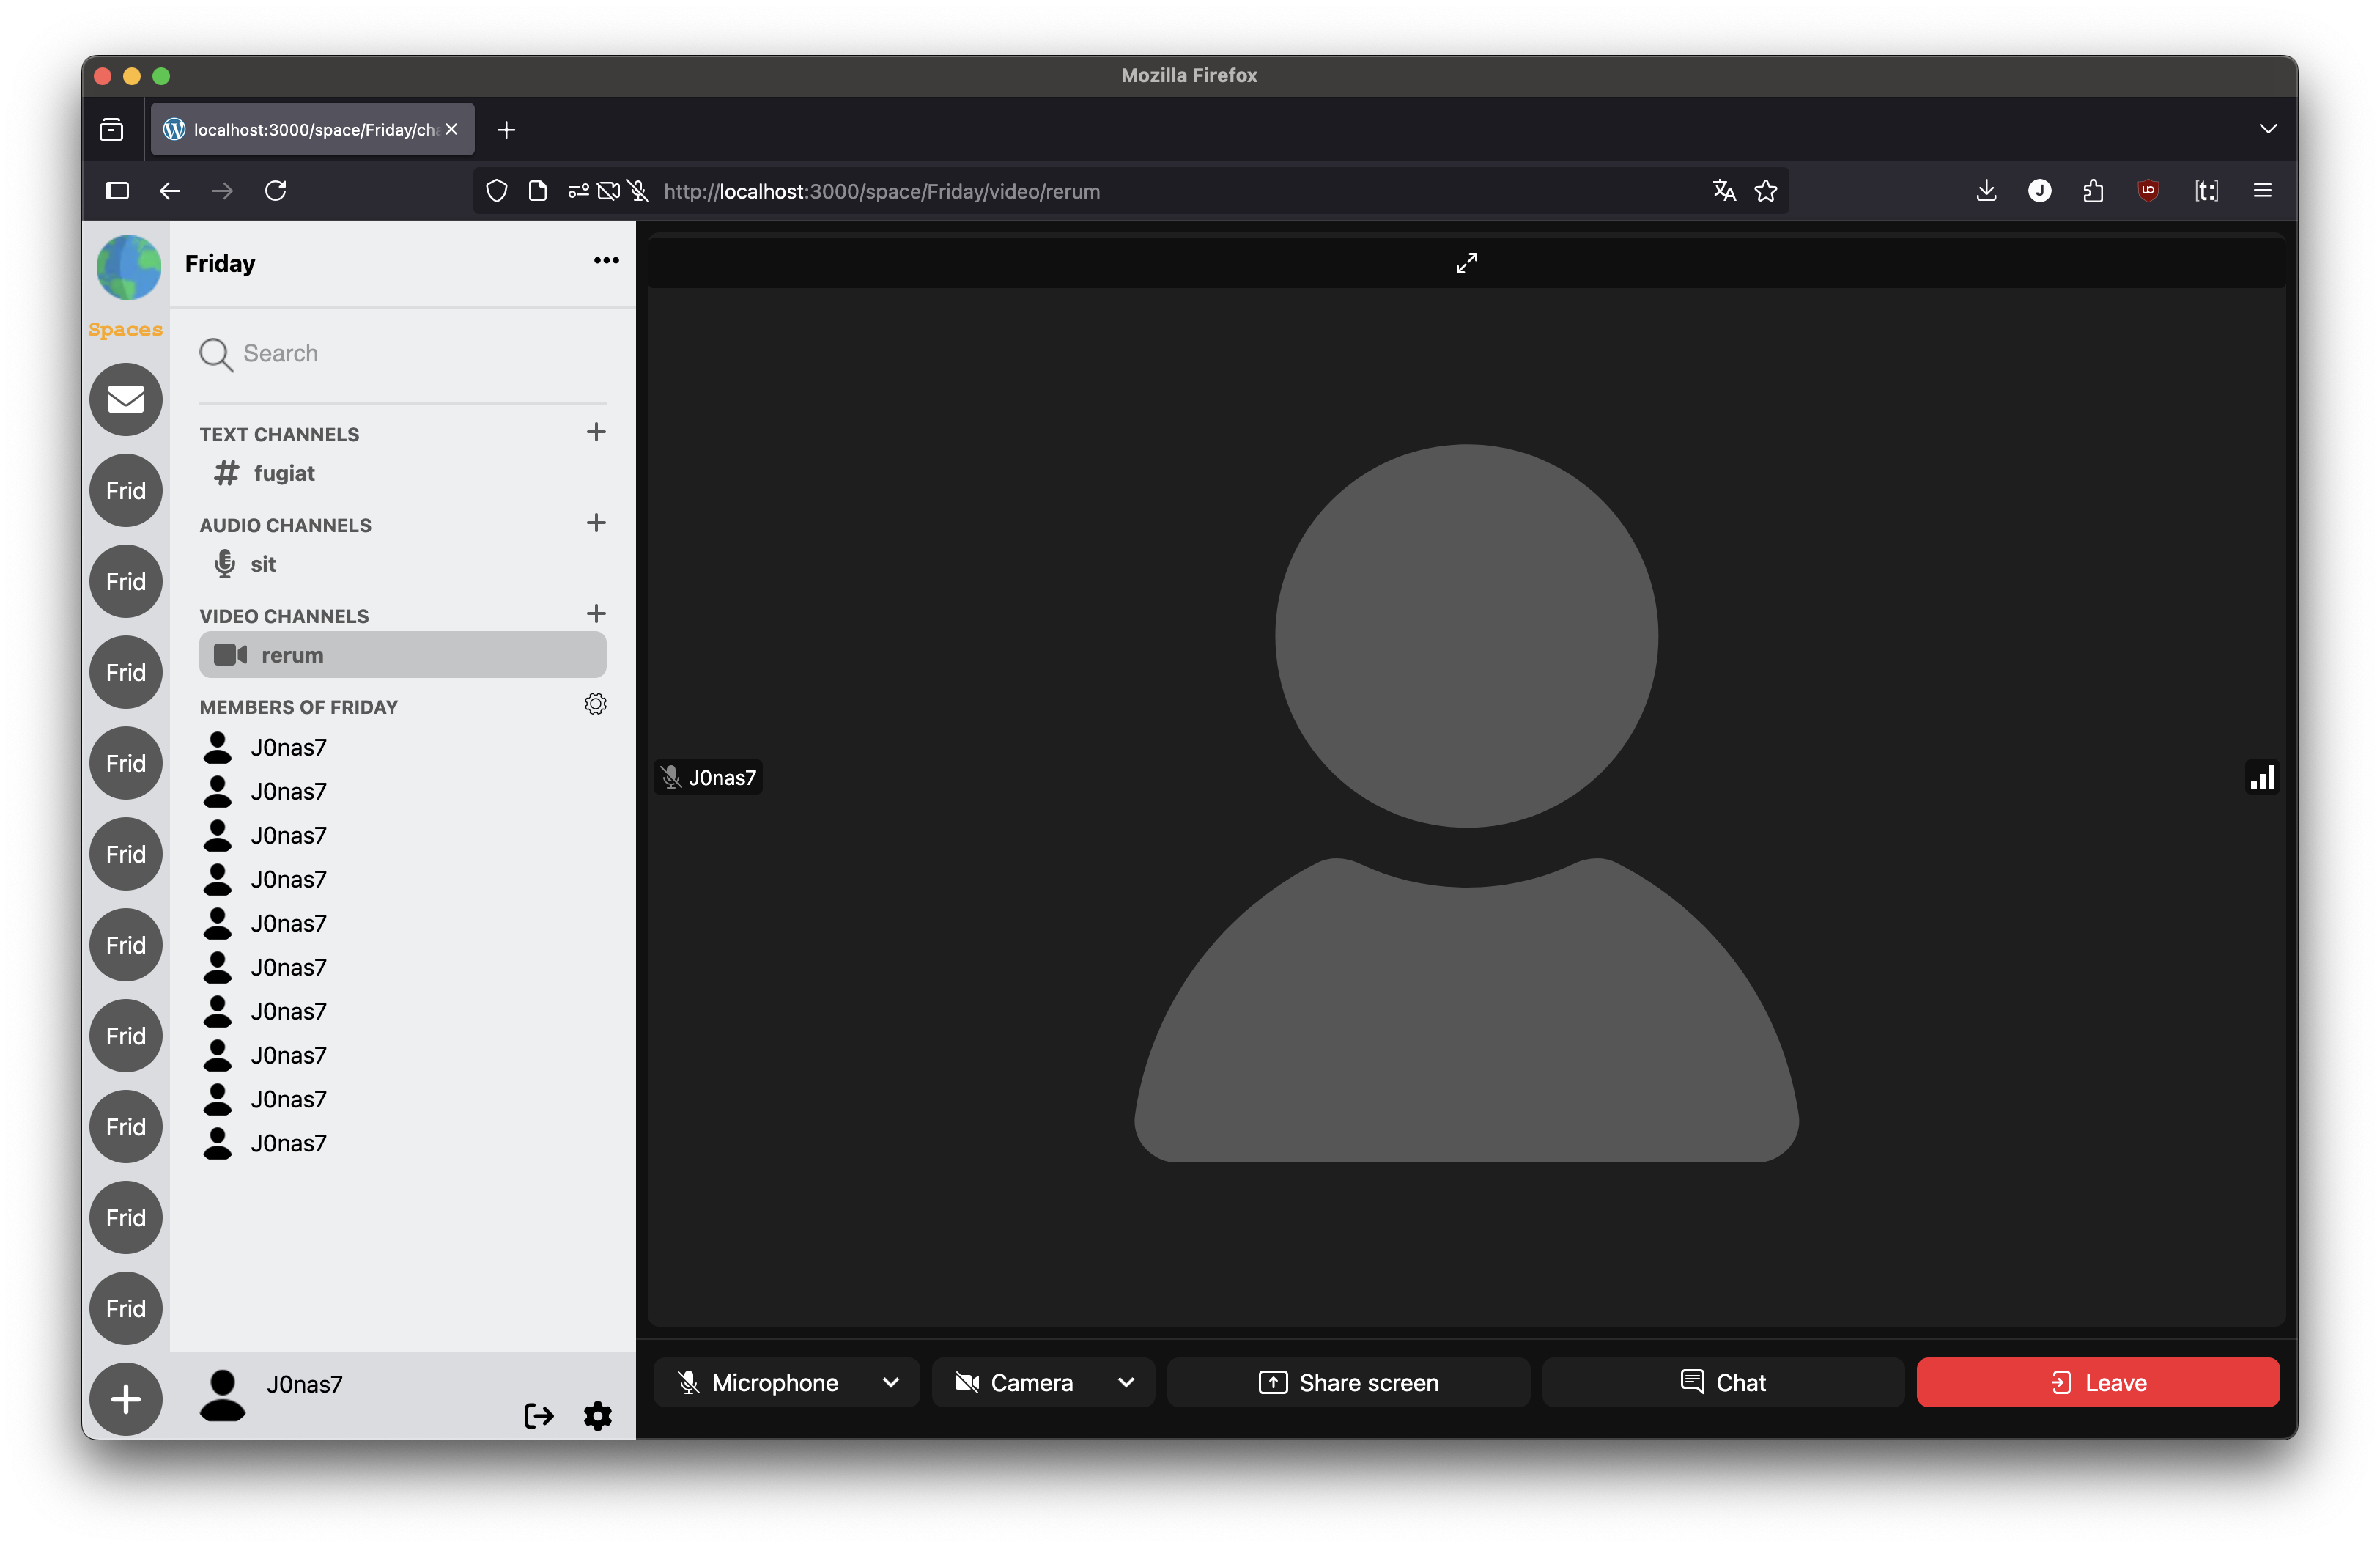 Mozilla Firefox
localhost:3000/space/Friday/cha
http://localhost:3000/space/Friday/video/rerum
J
UD
[t:]
Spaces
Frid
Frid
Frid
Frid
Frid
Frid
Frid
Frid
Frid
Frid
Friday
Search
TEXT CHANNELS
# fugiat
AUDIO CHANNELS
sit
VIDEO CHANNELS
rerum
MEMBERS OF FRIDAY
J0nas7
J0nas7
J0nas7
J0nas7
J0nas7
J0nas7
J0nas7
J0nas7
J0nas7
J0nas7
J0nas7
J0nas7
Microphone
Camera
Share screen
Chat
Leave